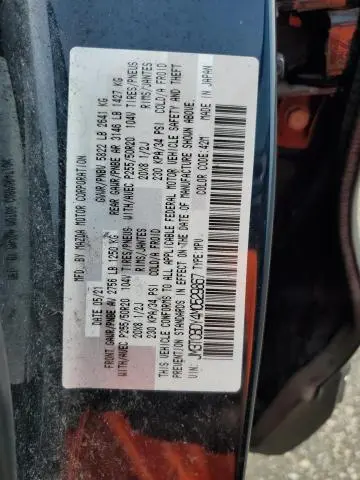 MFD. BY MAZDA MOTOR CORPORATION
DATE 05/21 GVWR/PNBV 5822 LB 2641 KG
FRONT GAWR/PNBE AV 2756 LB 1250 KG REAR GAWR/PNBE AR 3146 LB 1427 KG
WITH/AVEC P255/50R20 104V TIRES/PNEUS WITH/AVEC P255/50R20 104V TIRES/PNEUS
20X8 1/2J RIMS/JANTES 20X8 1/2J RIMS/JANTES
230 KPA/34 PSI COLD/A FROID 230 KPA/34 PSI COLD/A FROID
THIS VEHICLE CONFORMS TO ALL APPLICABLE FEDERAL MOTOR VEHICLE SAFETY AND THEFT
PREVENTION STANDARDS IN EFFECT ON THE DATE OF MANUFACTURE SHOWN ABOVE.
VIN: TYPE:MPV COLOR CODE: 42M MADE IN JAPAN